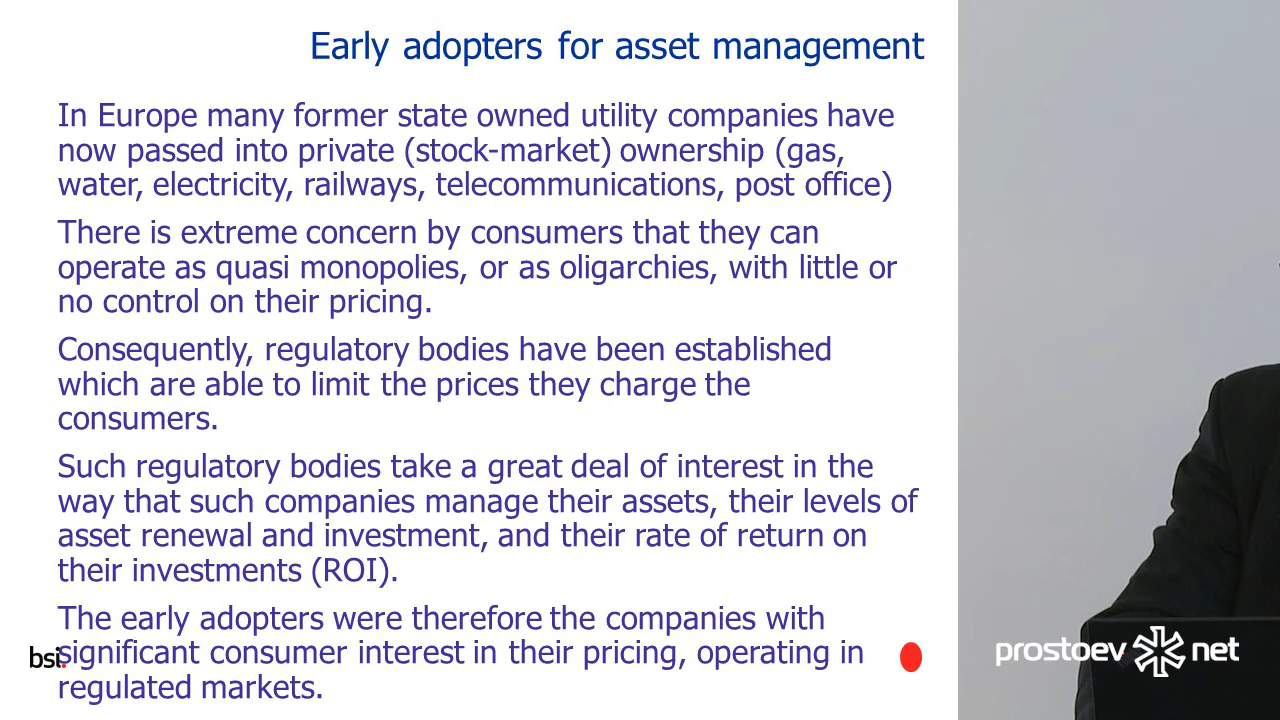 Early adopters for asset management
In Europe many former state owned utility companies have
now passed into private (stock-market) ownership (gas,
water, electricity, railways, telecommunications, post office)
There is extreme concern by consumers that they can
operate as quasi monopolies, or as oligarchies, with little or
no control on their pricing.
Consequently, regulatory bodies have been established
which are able to limit the prices they charge the
consumers.
Such regulatory bodies take a great deal of interest in the
way that such companies manage their assets, their levels of
asset renewal and investment, and their rate of return on
their investments (ROI).
The early adopters were therefore the companies with
significant consumer interest in their pricing, operating in
regulated markets.
bsi.
prostoev net